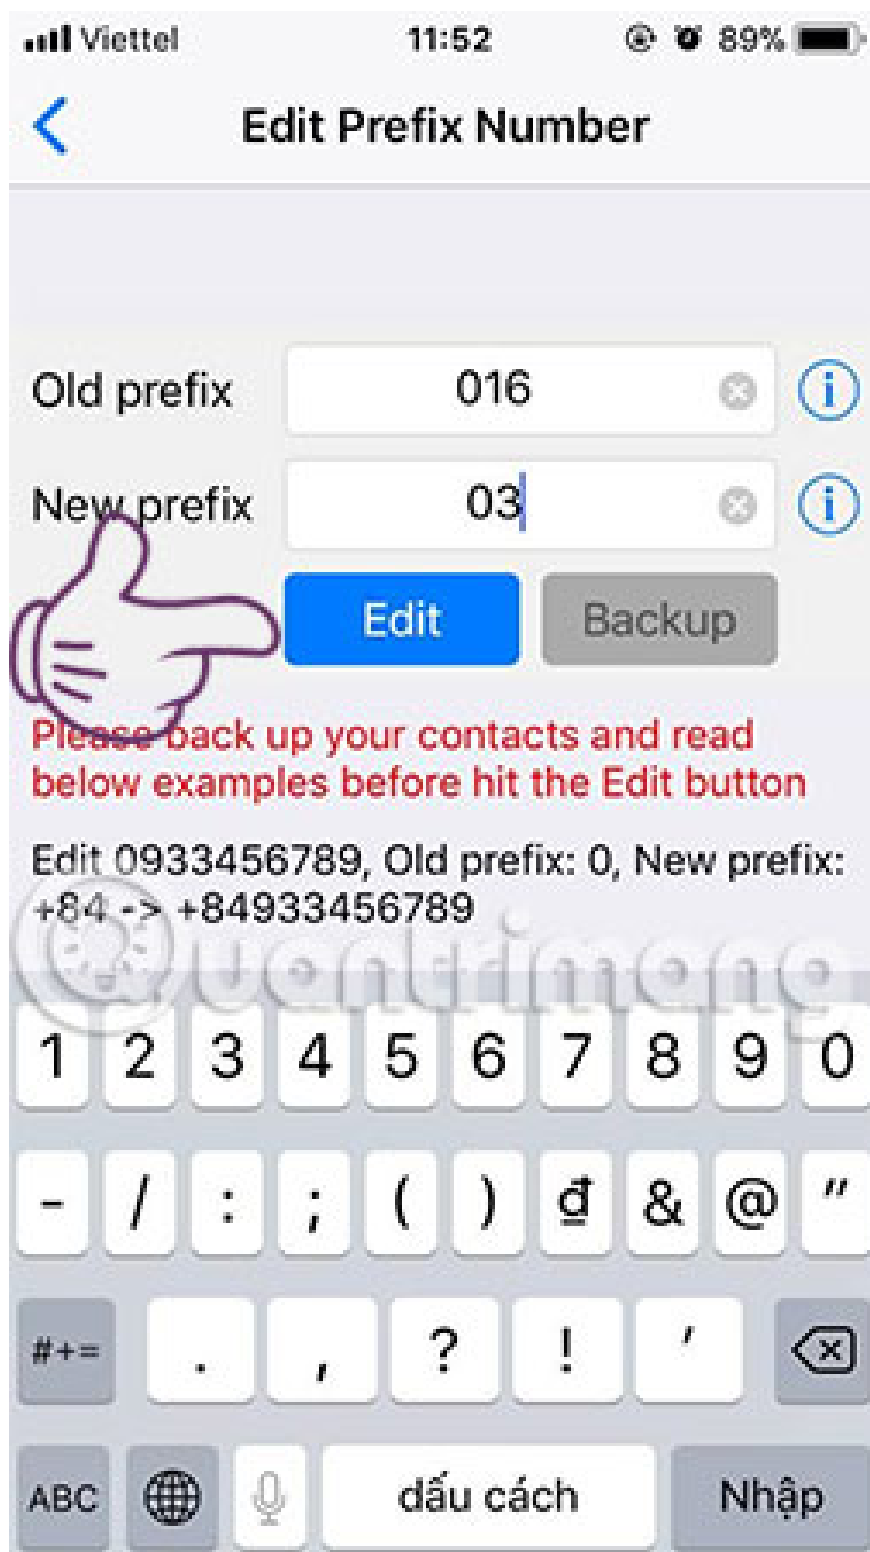 Viettel 11:52 89%
Edit Prefix Number
Old prefix 016
New prefix 03
Edit Backup
Please back up your contacts and read
below examples before hit the Edit button
Edit 0933456789, Old prefix: 0, New prefix:
+84 -> +84933456789
Quantrimang
1 2 3 4 5 6 7 8 9 0
- / : ; ( ) đ & @ "
#+= . , ? ! '
ABC dấu cách Nhập